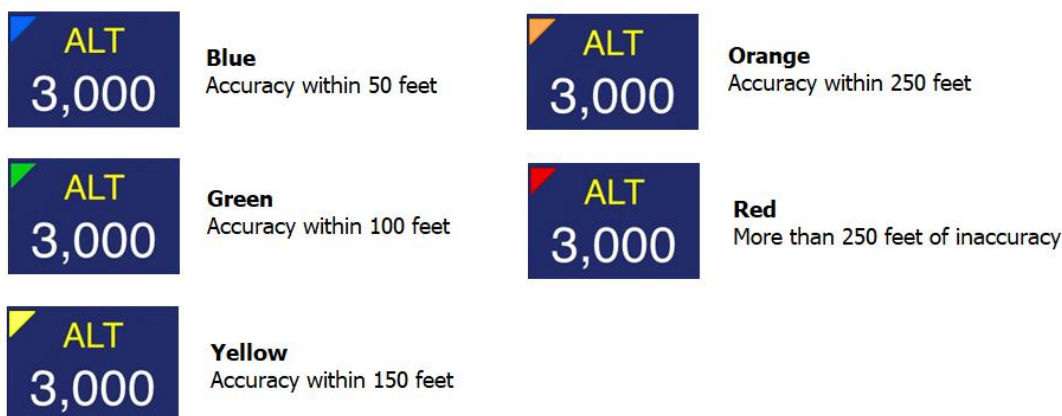 ALT
3,000
Blue
Accuracy within 50 feet
ALT
3,000
Green
Accuracy within 100 feet
ALT
3,000
Yellow
Accuracy within 150 feet
ALT
3,000
Orange
Accuracy within 250 feet
ALT
3,000
Red
More than 250 feet of inaccuracy